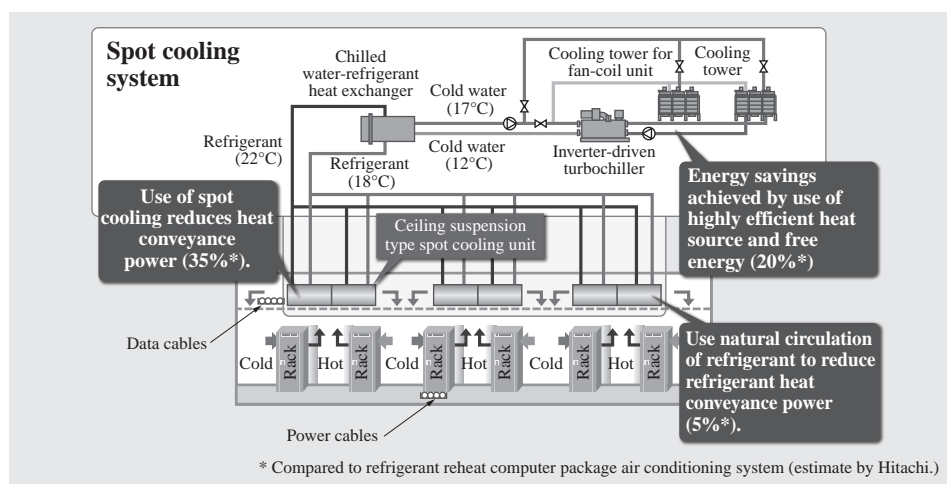 Spot cooling
system
Chilled
water-refrigerant
heat exchanger
Cold water
(17°C)
Cooling tower for
fan-coil unit
Cooling
tower
Refrigerant
(22°C)
Refrigerant
(18°C)
Cold water
(12°C)
Inverter-driven
turbochiller
Use of spot
cooling reduces heat
conveyance
power (35%*).
Ceiling suspension
type spot cooling unit
Energy savings
achieved by use of
highly efficient heat
source and free
energy (20%*)
Data cables
Cold
Rack
Hot
Rack
Cold
Rack
Hot
Rack
Cold
Rack
Hot
Rack
Use natural circulation
of refrigerant to reduce
refrigerant heat
conveyance power
(5%*).
Power cables
* Compared to refrigerant reheat computer package air conditioning system (estimate by Hitachi.)